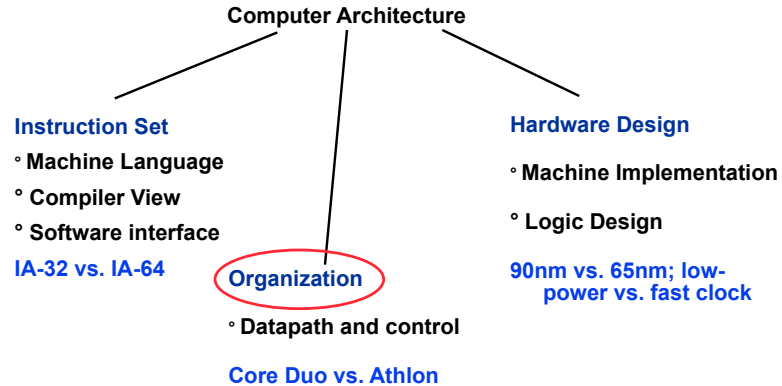 Computer Architecture
Instruction Set
° Machine Language
° Compiler View
° Software interface
IA-32 vs. IA-64
Organization
° Datapath and control
Core Duo vs. Athlon
Hardware Design
° Machine Implementation
° Logic Design
90nm vs. 65nm; low-
power vs. fast clock